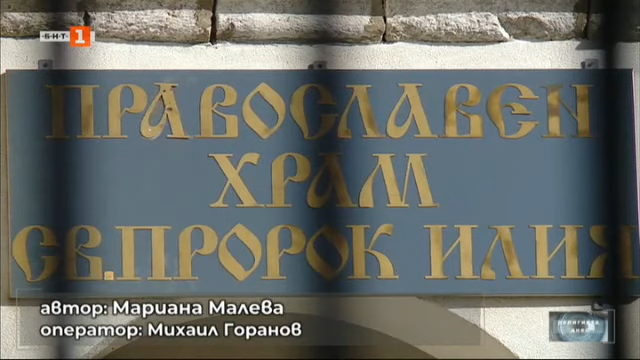 БНТ 1
ПРАВОСЛАВЕН
ХРАМ
СВ.ПРОРОК ИЛИЯ
автор: Мариана Малева
оператор: Михаил Горанов